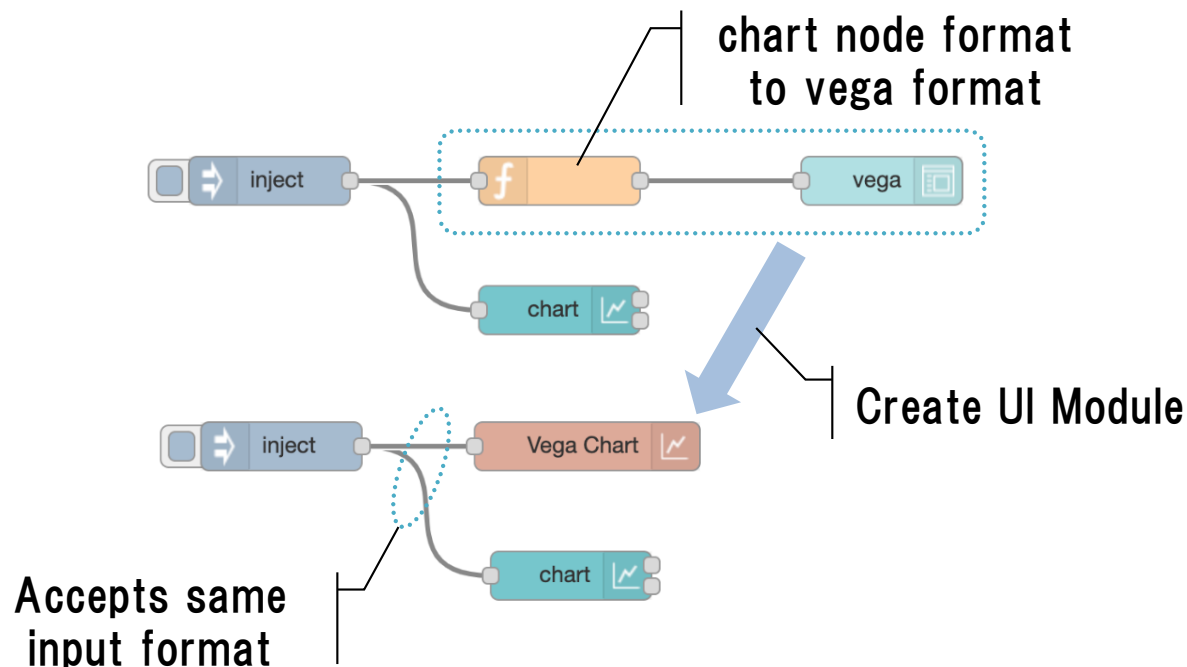 chart node format
to vega format
inject
f
vega
chart
Create UI Module
inject
Vega Chart
chart
Accepts same
input format